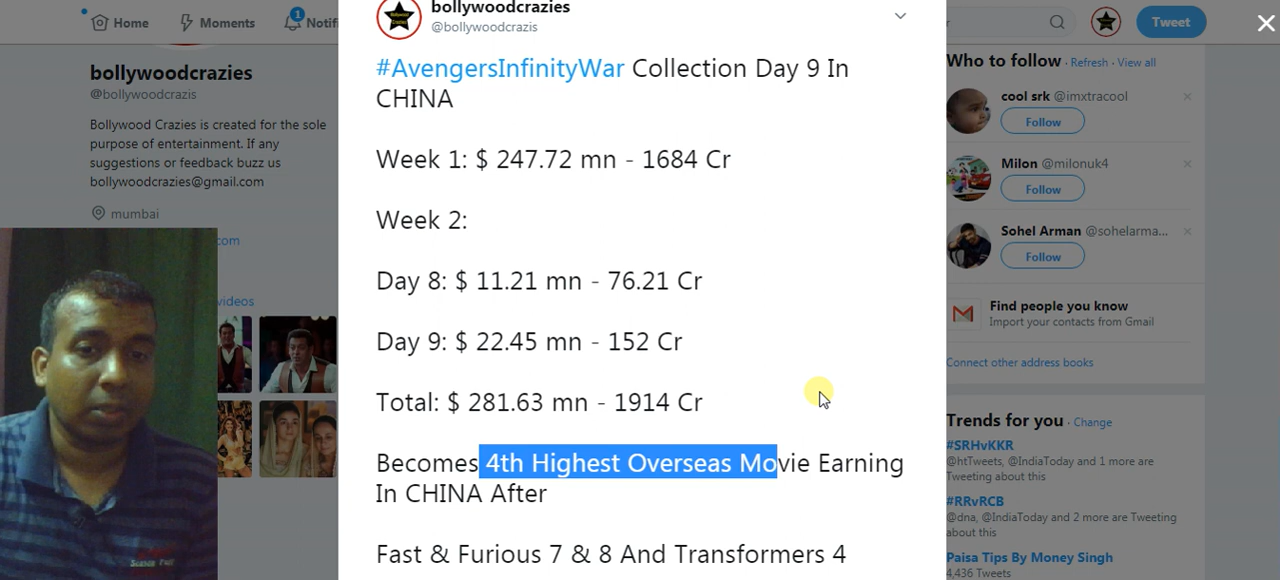 Home
Moments
1
Notif
Tweet
bollywoodcrazies
@bollywoodcrazis
Bollywood Crazies is created for the sole
purpose of entertainment. If any
suggestions or feedback buzz us
bollywoodcrazies@gmail.com
mumbai
.com
videos
bollywoodcrazies
@bollywoodcrazis
#AvengersInfinityWar Collection Day 9 In
CHINA
Week 1: $ 247.72 mn - 1684 Cr
Week 2:
Day 8: $ 11.21 mn - 76.21 Cr
Day 9: $ 22.45 mn - 152 Cr
Total: $ 281.63 mn - 1914 Cr
Becomes 4th Highest Overseas Movie Earning
In CHINA After
Fast & Furious 7 & 8 And Transformers 4
Who to follow · Refresh · View all
cool srk @imxtracool
Follow
Milon @milonuk4
Follow
Sohel Arman @sohelarma...
Follow
Find people you know
Import your contacts from Gmail
Connect other address books
Trends for you · Change
#SRHvKKR
@htTweets, @IndiaToday and 1 more are
Tweeting about this
#RRvRCB
@dna, @IndiaToday and 2 more are Tweeting
about this
Paisa Tips By Money Singh
4,436 Tweets